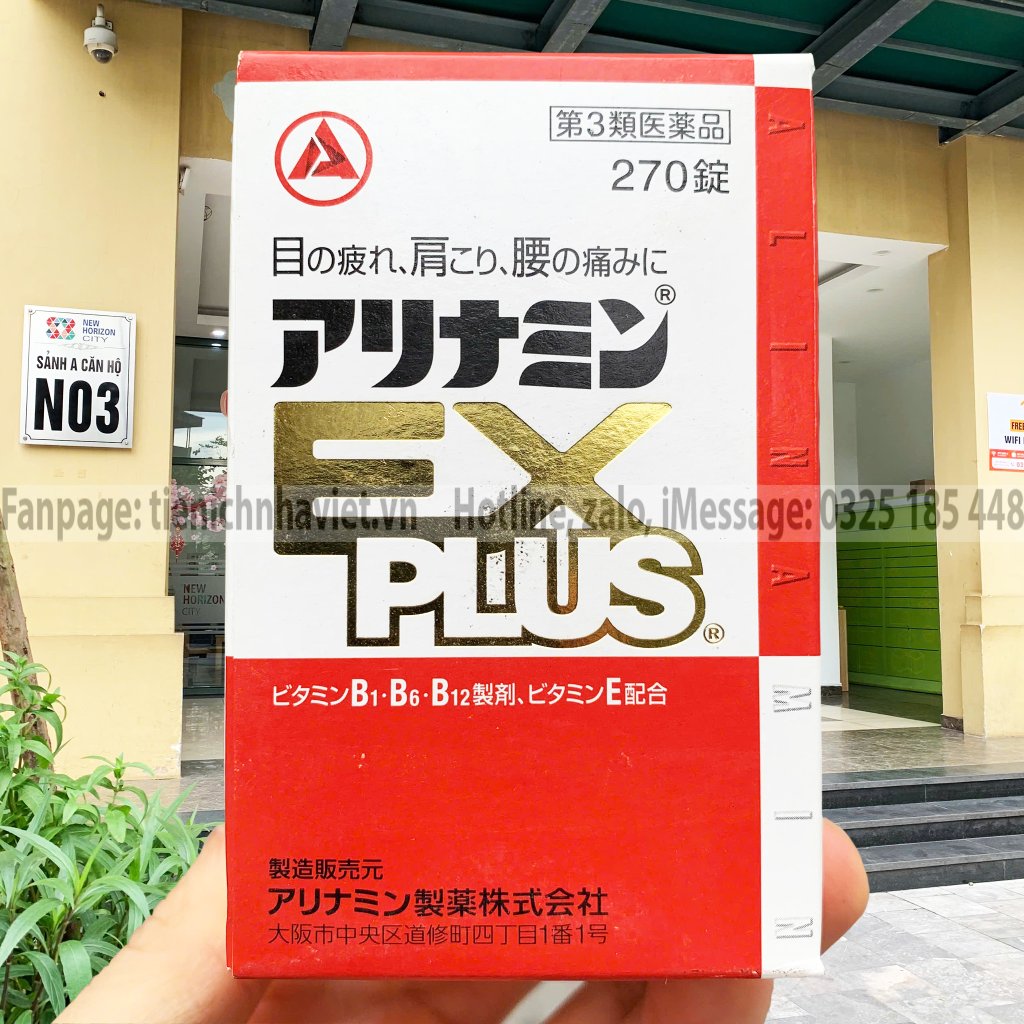 第3類医薬品
270錠
目の疲れ、肩こり、腰の痛みに
アリナミン®
EX
PLUS®
ビタミンB1・B6・B12製剤、ビタミンE配合
製造販売元
アリナミン製薬株式会社
大阪市中央区道修町四丁目1番1号
ALINAMIN
ALINAMIN
NEW
HORIZON
CITY
SẢNH A CĂN HỘ
N03
NEW
HORIZON
CITY
FREE
WIFI
Fanpage: tienichnhaviet.vn Hotline, zalo, iMessage: 0325 185 448